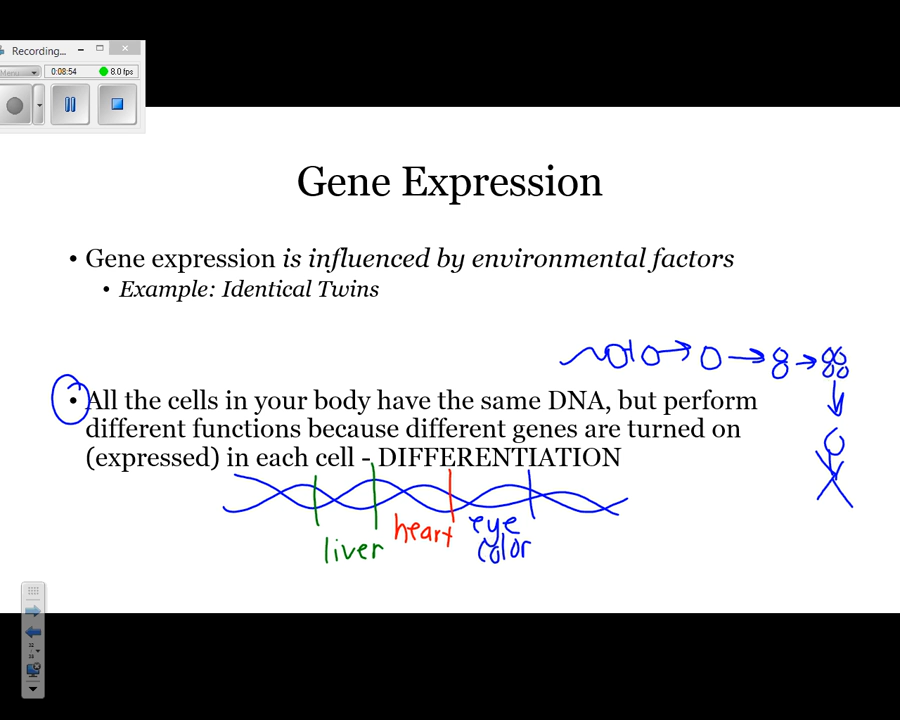 Recording...
Menu
0:08:54
8.0 fps
Gene Expression
• Gene expression is influenced by environmental factors
• Example: Identical Twins
• All the cells in your body have the same DNA, but perform
different functions because different genes are turned on
(expressed) in each cell - DIFFERENTIATION
liver
heart
eye
color